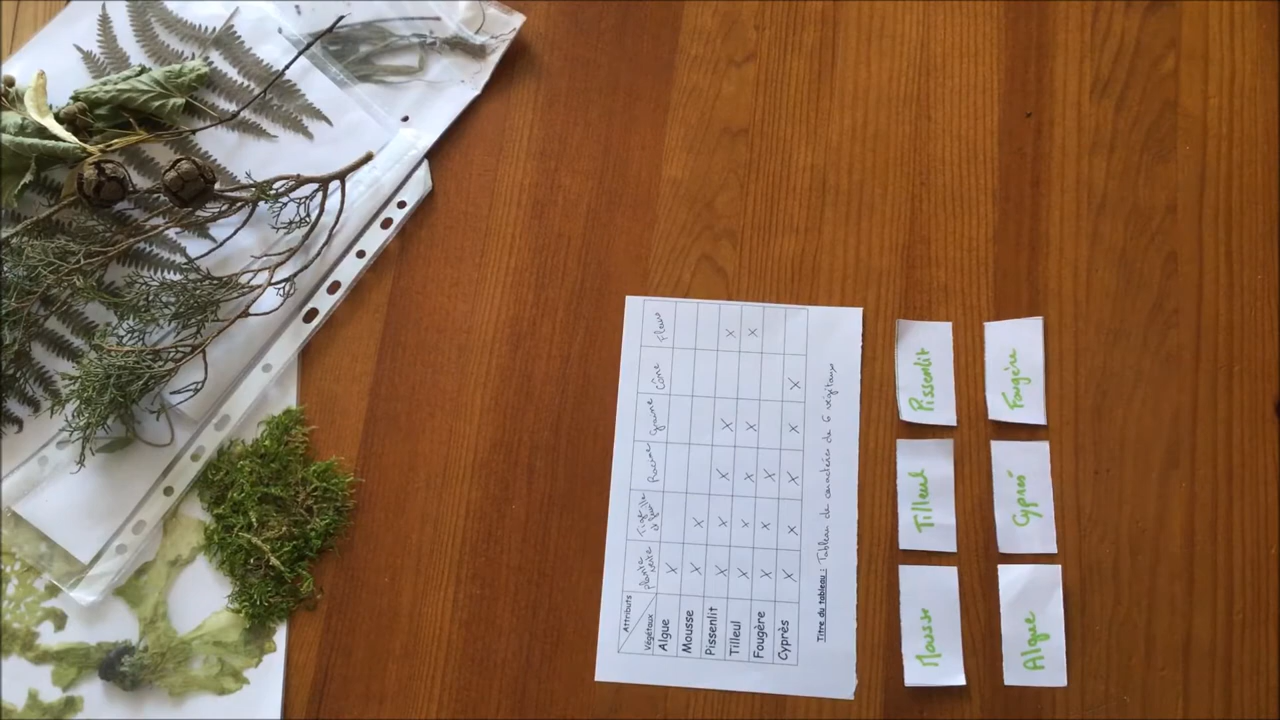 Attributs
Végétaux
Plante verte
Tige feuille
Racine
Graine
Cône
Fleur
Algue X
Mousse X X
Pissenlit X X X X X
Tilleul X X X X X
Fougère X X X
Cyprès X X X X X
Titre du tableau : Tableau de caractères de 6 végétaux
Pissenlit
Fougère
Tilleul
Cyprès
Mousse
Algue